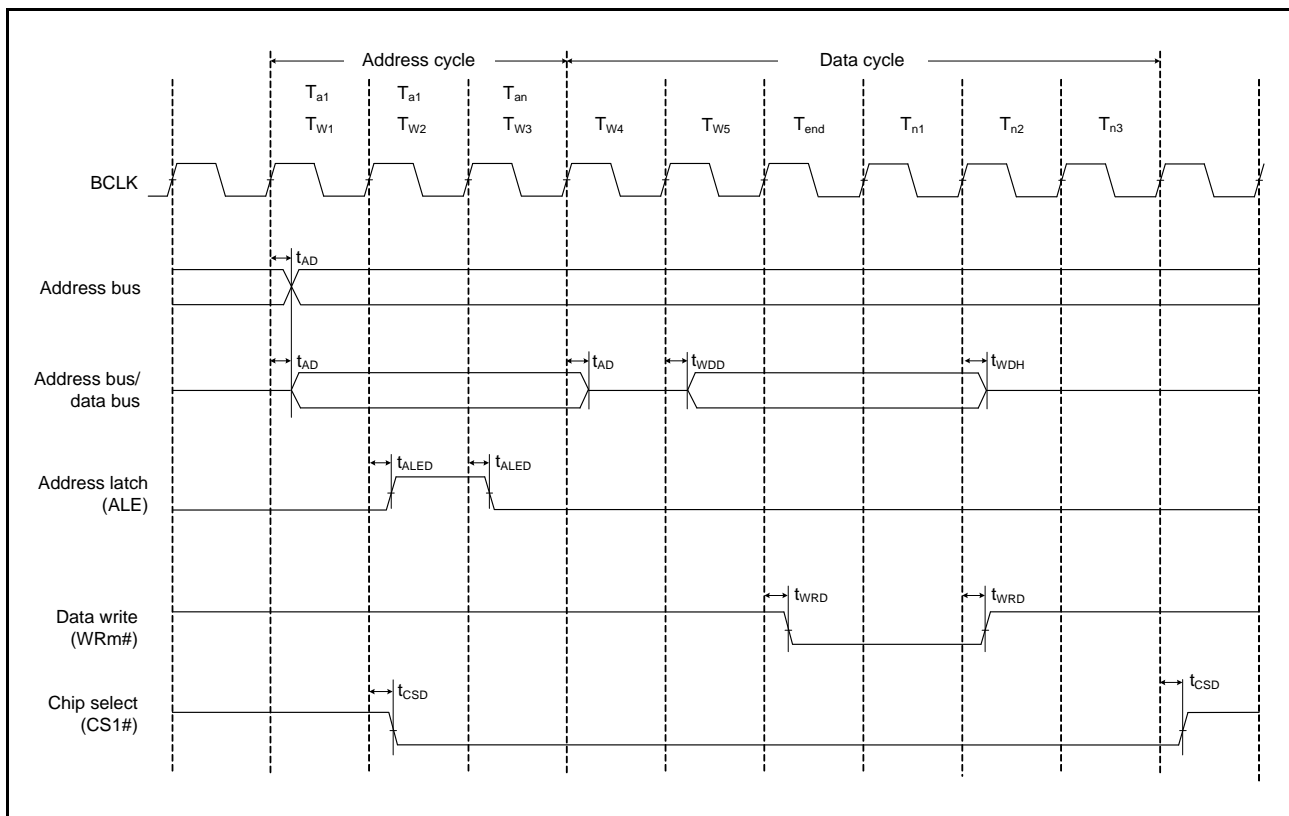 Address cycle Data cycle
Ta1 Ta1 Tan
TW1 TW2 TW3 TW4 TW5 Tend Tn1 Tn2 Tn3
BCLK
tAD
Address bus
tAD tAD tWDD tWDH
Address bus/
data bus
tALED tALED
Address latch
(ALE)
tWRD tWRD
Data write
(WRm#)
tCSD tCSD
Chip select
(CS1#)